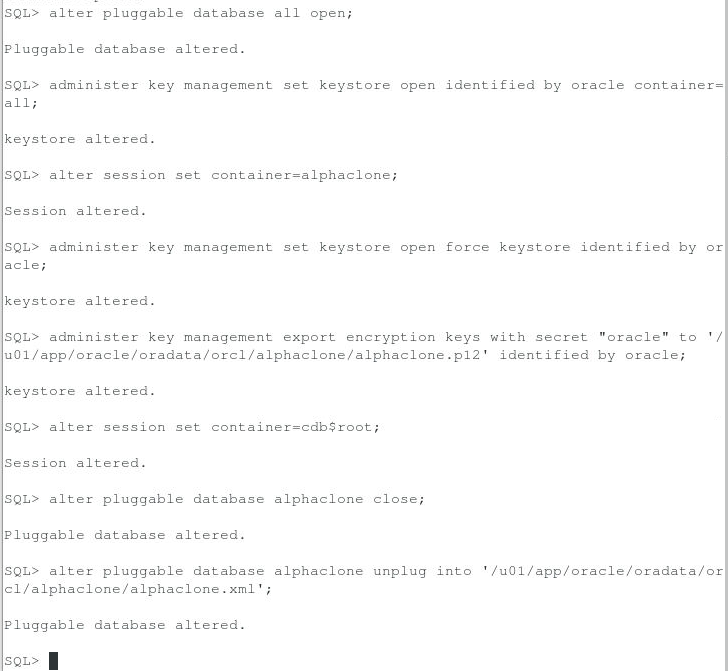 SQL> alter pluggable database all open;
Pluggable database altered.
SQL> administer key management set keystore open identified by oracle container=
all;
keystore altered.
SQL> alter session set container=alphaclone;
Session altered.
SQL> administer key management set keystore open force keystore identified by or
acle;
keystore altered.
SQL> administer key management export encryption keys with secret "oracle" to '/
u01/app/oracle/oradata/orcl/alphaclone/alphaclone.p12' identified by oracle;
keystore altered.
SQL> alter session set container=cdb$root;
Session altered.
SQL> alter pluggable database alphaclone close;
Pluggable database altered.
SQL> alter pluggable database alphaclone unplug into '/u01/app/oracle/oradata/or
cl/alphaclone/alphaclone.xml';
Pluggable database altered.
SQL>